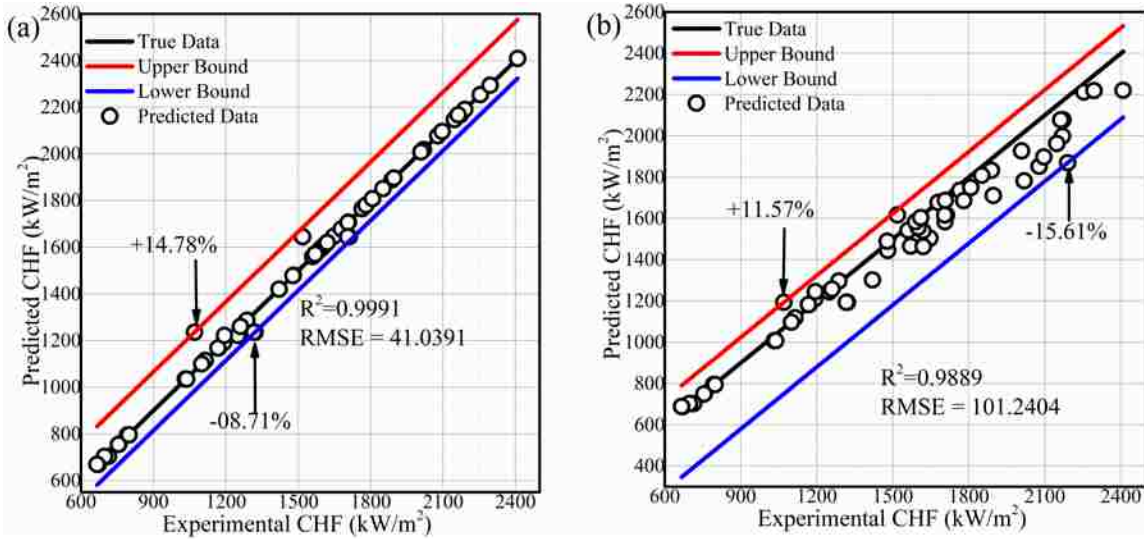 (a)
2600
2400
2200
2000
1800
1600
1400
1200
1000
800
600
Predicted CHF (kW/m²)
True Data
Upper Bound
Lower Bound
Predicted Data
+14.78%
R²=0.9991
RMSE = 41.0391
-08.71%
600 900 1200 1500 1800 2100 2400
Experimental CHF (kW/m²)
(b)
2600
2400
2200
2000
1800
1600
1400
1200
1000
800
600
400
300
Predicted CHF (kW/m²)
True Data
Upper Bound
Lower Bound
Predicted Data
+11.57%
-15.61%
R²=0.9889
RMSE = 101.2404
600 900 1200 1500 1800 2100 2400
Experimental CHF (kW/m²)